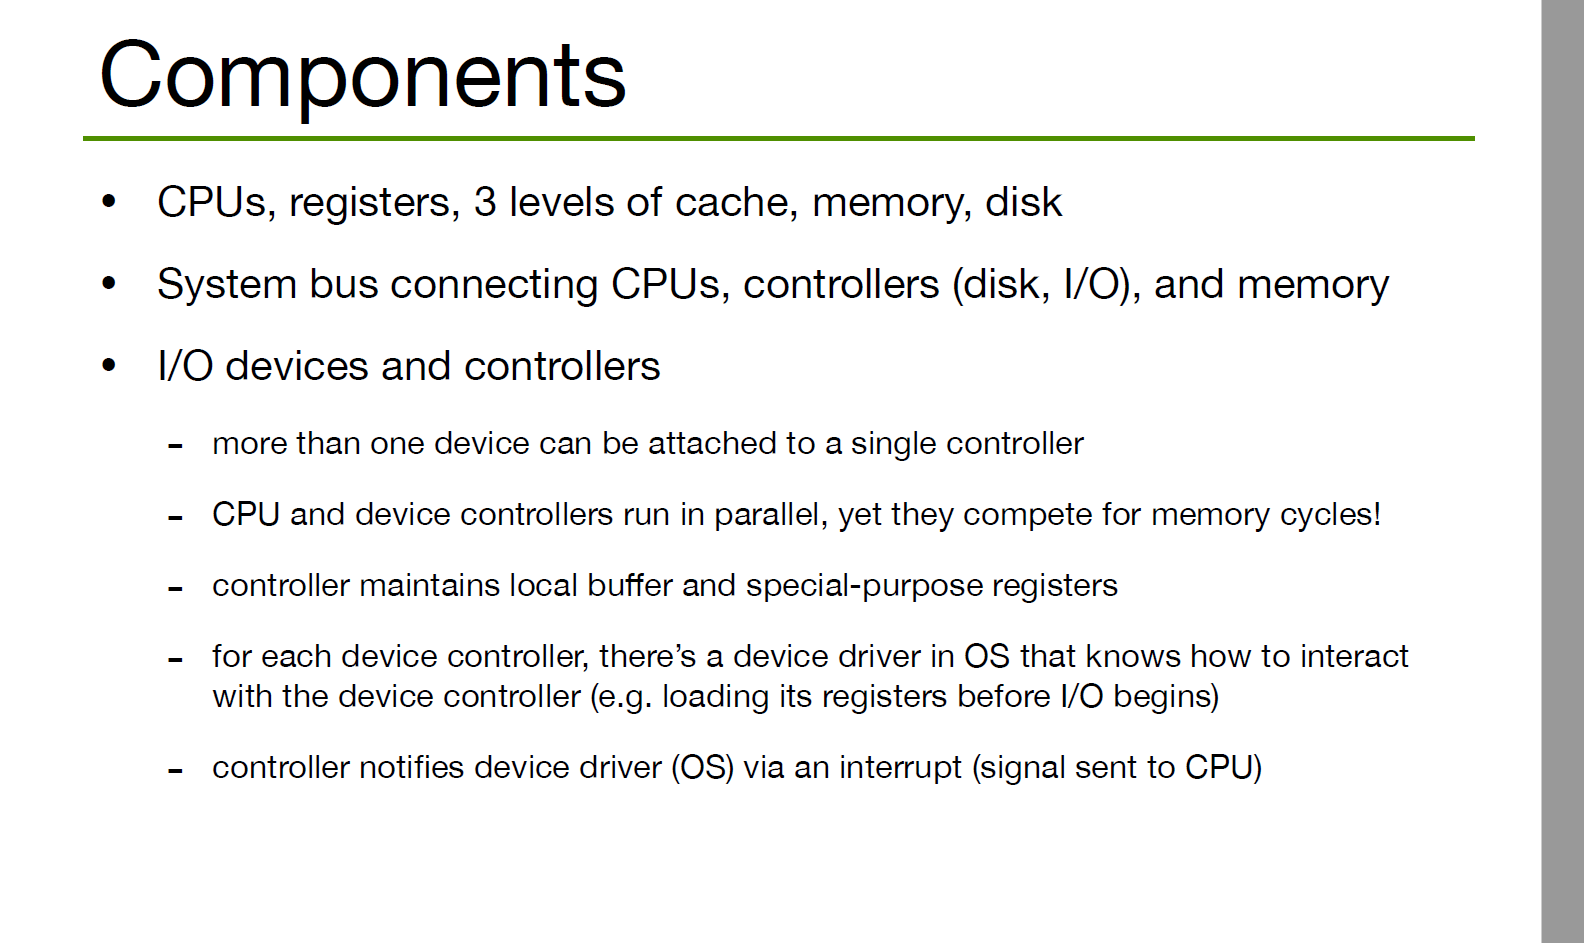 Components
• CPUs, registers, 3 levels of cache, memory, disk
• System bus connecting CPUs, controllers (disk, I/O), and memory
• I/O devices and controllers
- more than one device can be attached to a single controller
- CPU and device controllers run in parallel, yet they compete for memory cycles!
- controller maintains local buffer and special-purpose registers
- for each device controller, there’s a device driver in OS that knows how to interact
with the device controller (e.g. loading its registers before I/O begins)
- controller notifies device driver (OS) via an interrupt (signal sent to CPU)